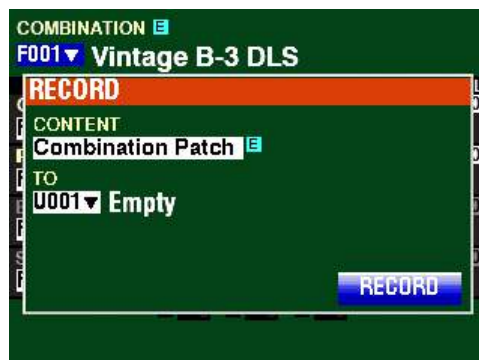 COMBINATION E
F001▼ Vintage B-3 DLS
RECORD
CONTENT
Combination Patch E
TO
U001▼ Empty
RECORD